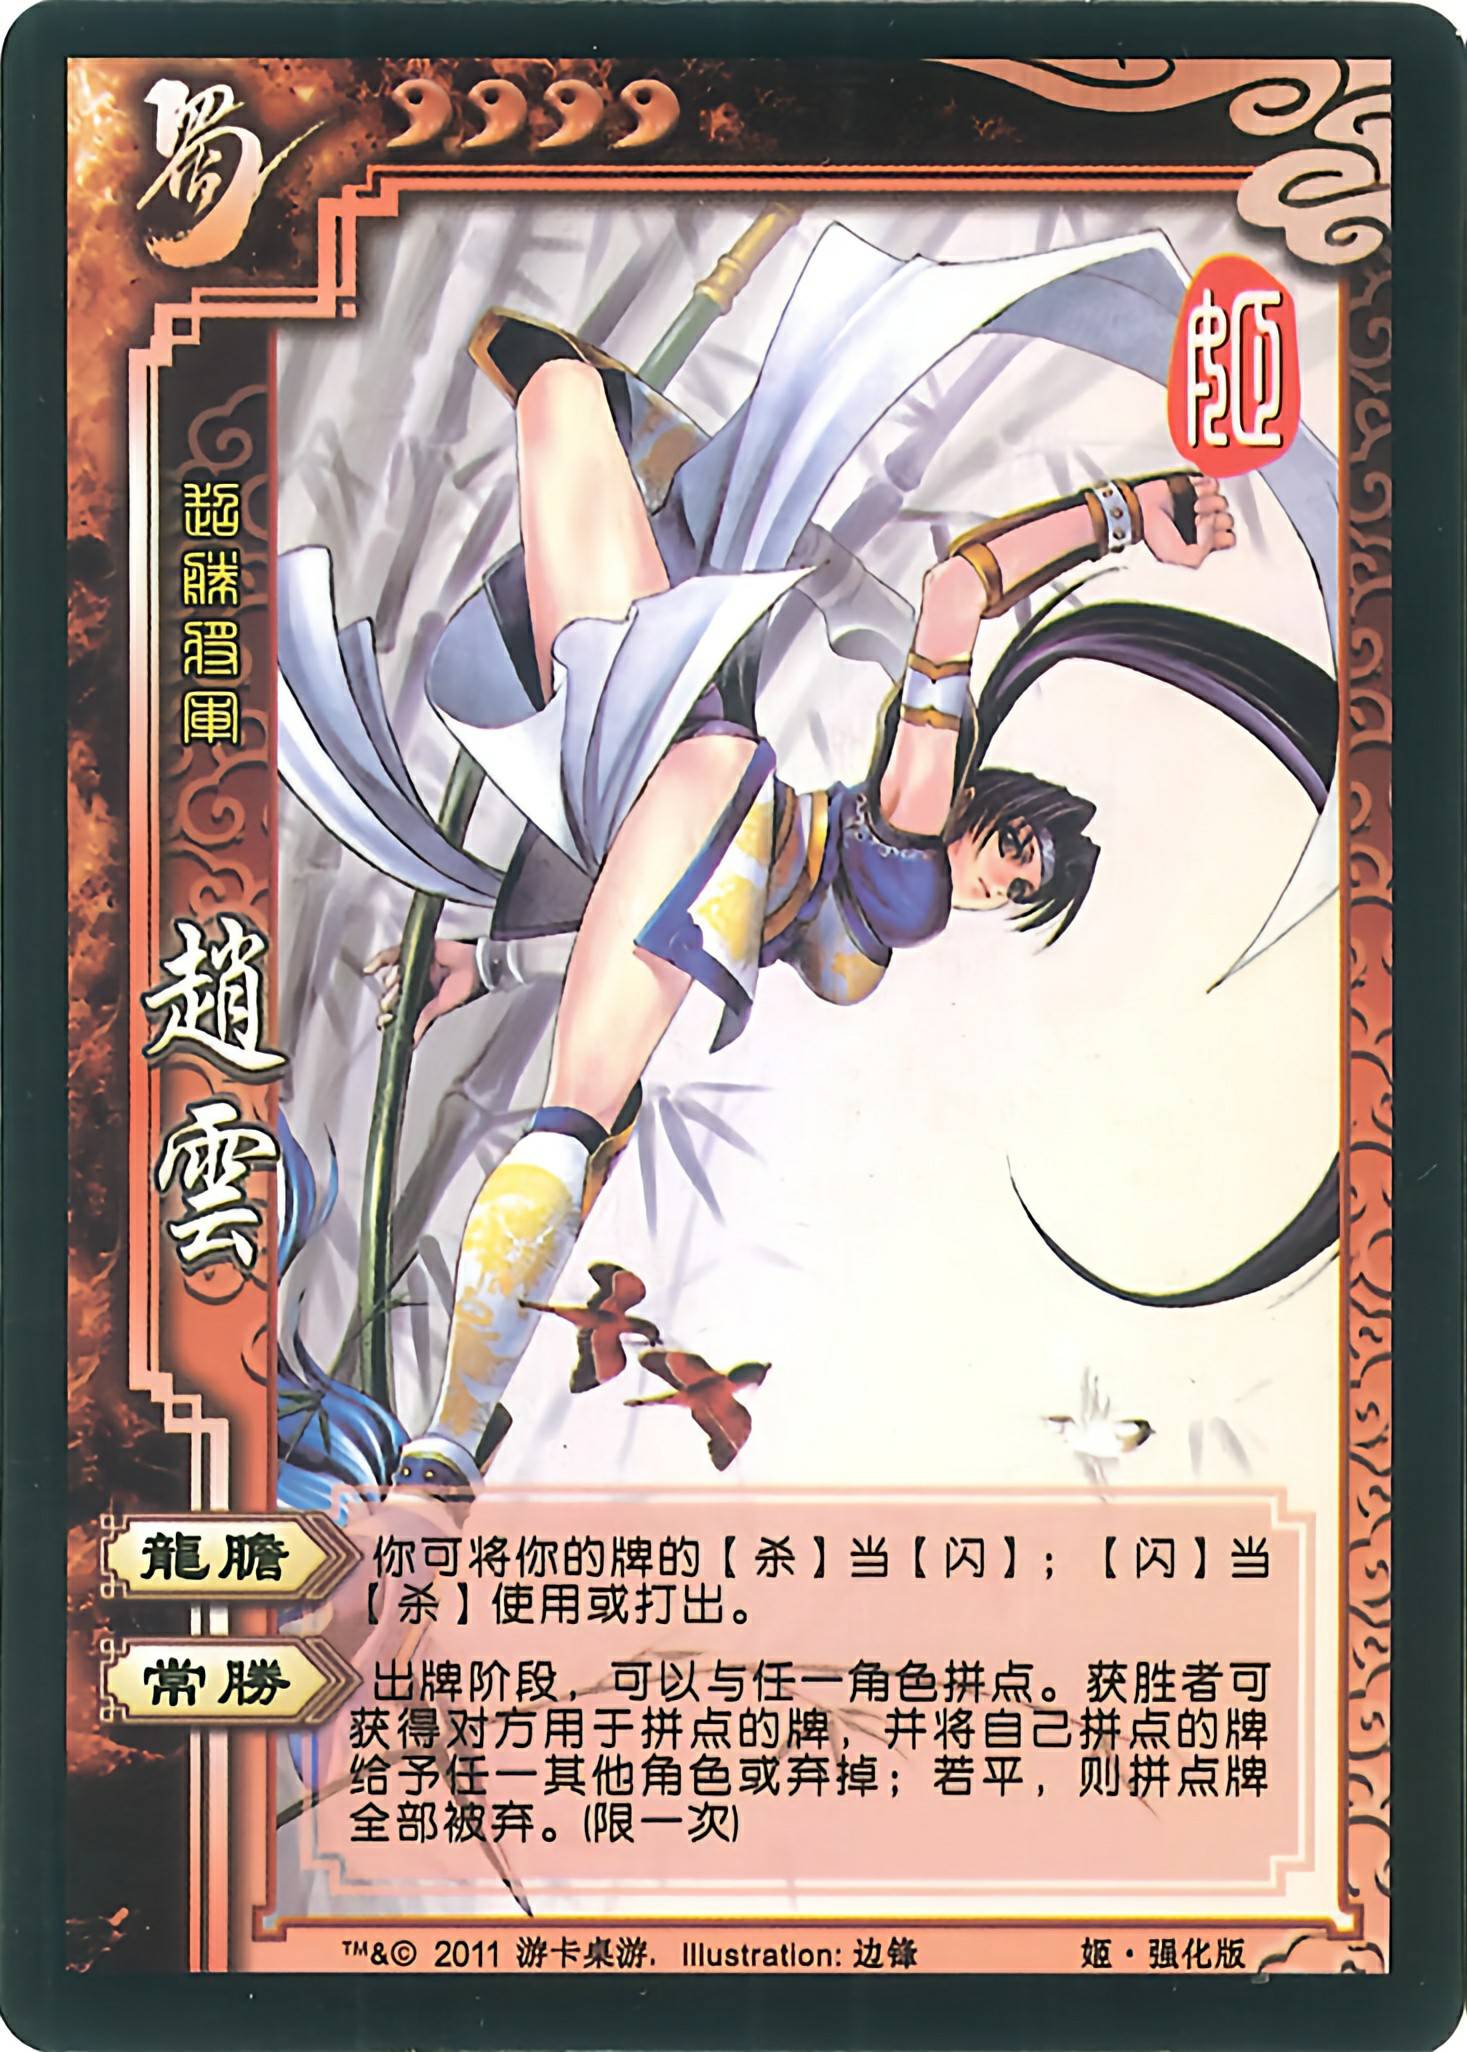 蜀
姬
超勝將軍
趙雲
龍膽
你可将你的牌的【杀】当【闪】；【闪】当
【杀】使用或打出。
常勝
出牌阶段，可以与任一角色拼点。获胜者可
获得对方用于拼点的牌，并将自己拼点的牌
给予任一其他角色或弃掉；若平，则拼点牌
全部被弃。(限一次)
™&© 2011 游卡桌游. Illustration: 边锋
姬·强化版